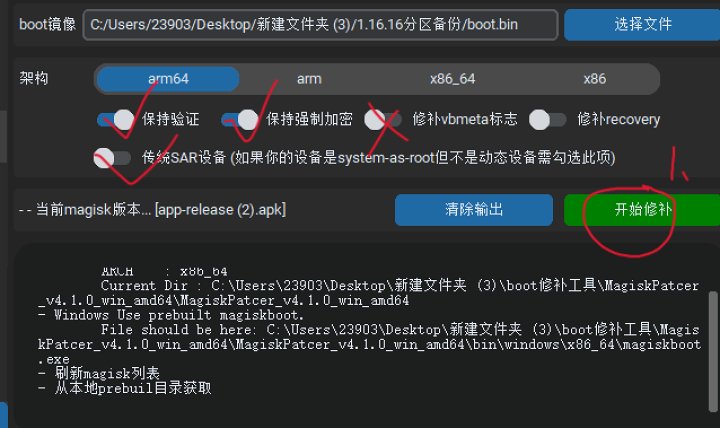 boot镜像 C:/Users/23903/Desktop/新建文件夹 (3)/1.16.16分区备份/boot.bin 选择文件
架构 arm64 arm x86_64 x86
保持验证 保持强制加密 修补vbmeta标志 修补recovery
传统SAR设备 (如果你的设备是system-as-root但不是动态设备需勾选此项)
1.
-- 当前magisk版本... [app-release (2).apk] 清除输出 开始修补
ARCH : x86_64
Current Dir : C:\Users\23903\Desktop\新建文件夹 (3)\boot修补工具\MagiskPatcer
_v4.1.0_win_amd64\MagiskPatcer_v4.1.0_win_amd64
- Windows Use prebuilt magiskboot.
File should be here: C:\Users\23903\Desktop\新建文件夹 (3)\boot修补工具\Magis
kPatcer_v4.1.0_win_amd64\MagiskPatcer_v4.1.0_win_amd64\bin\windows\x86_64\magiskboot
.exe
- 刷新magisk列表
- 从本地prebuil目录获取